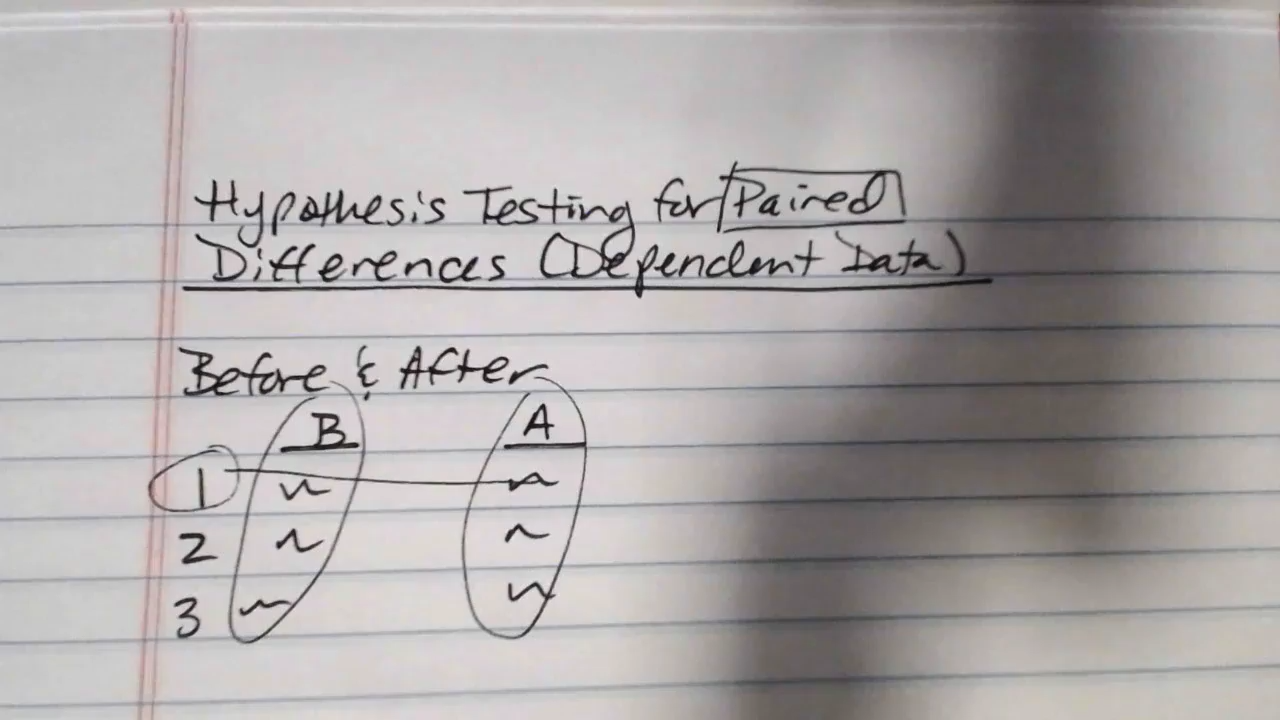 Hypothesis Testing for Paired
Differences (Dependent Data)
Before & After
B A
1
2
3